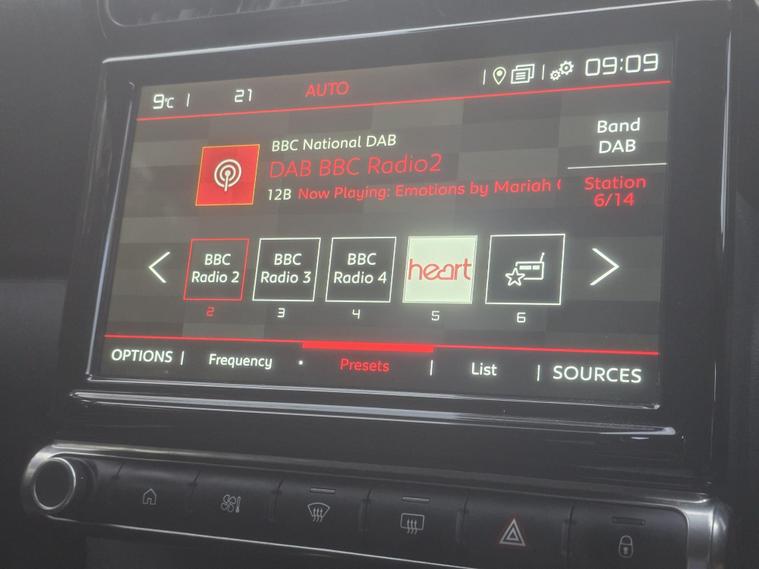 9°C | 21 AUTO 09:09
BBC National DAB
DAB BBC Radio2
12B Now Playing: Emotions by Mariah
Band
DAB
Station
6/14
BBC
Radio 2
BBC
Radio 3
BBC
Radio 4
heart
2 3 4 5 6
OPTIONS | Frequency Presets | List | SOURCES